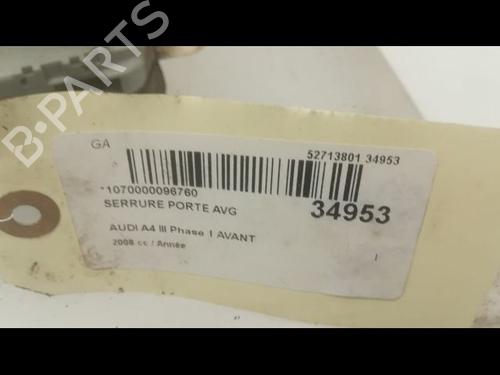 B-PARTS
GA
52713801 34953
*1070000096760
SERRURE PORTE AVG
34953
AUDI A4 III Phase 1 AVANT
2008 cc / Année